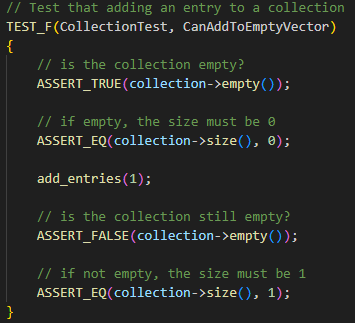 // Test that adding an entry to a collection
TEST_F(CollectionTest, CanAddToEmptyVector)
{
    // is the collection empty?
    ASSERT_TRUE(collection->empty());

    // if empty, the size must be 0
    ASSERT_EQ(collection->size(), 0);

    add_entries(1);

    // is the collection still empty?
    ASSERT_FALSE(collection->empty());

    // if not empty, the size must be 1
    ASSERT_EQ(collection->size(), 1);
}